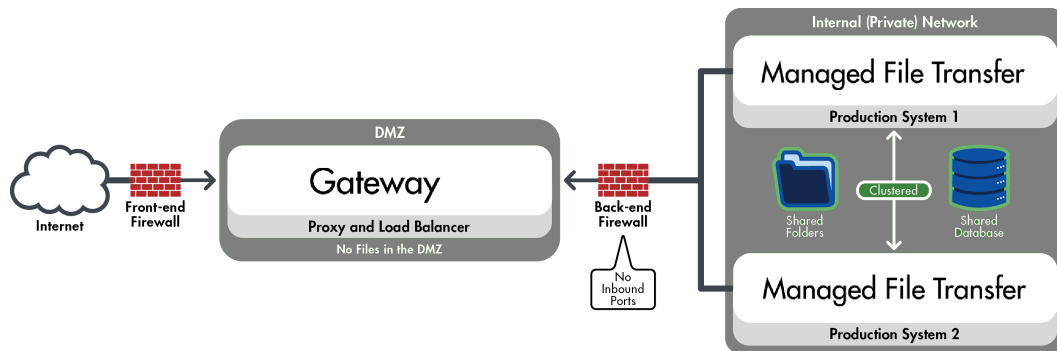 Internet
Front-end
Firewall
DMZ
Gateway
Proxy and Load Balancer
No Files in the DMZ
Back-end
Firewall
No
Inbound
Ports
Internal (Private) Network
Managed File Transfer
Production System 1
Shared
Folders
Clustered
Shared
Database
Managed File Transfer
Production System 2